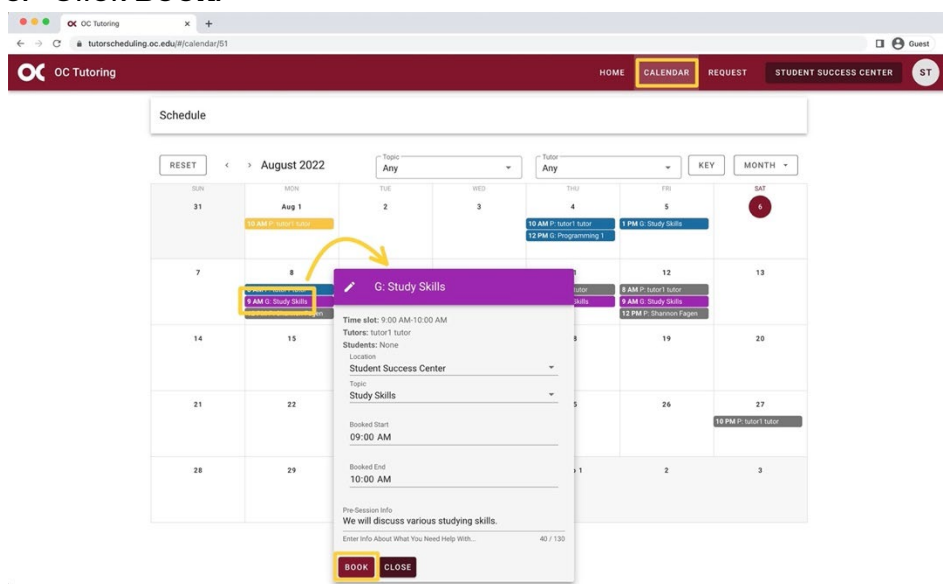 OC Tutoring
tutorscheduling.oc.edu/#/calendar/51
Guest
OC Tutoring
HOME CALENDAR REQUEST STUDENT SUCCESS CENTER ST
Schedule
RESET < > August 2022
Topic
Any
Tutor
Any
KEY
MONTH
SUN MON TUE WED THU FRI SAT
31 Aug 1 2 3 4 5 6
10 AM P: tutor1 tutor
10 AM P: tutor1 tutor
1 PM G: Study Skills
12 PM G: Programming 1
7 8 12 13
tutor
8 AM P: tutor1 tutor
9 AM G: Study Skills
Skills
9 AM G: Study Skills
12 PM P: Shannon Fagen
14 15 19 20
21 22 26 27
10 PM P: tutor1 tutor
28 29 1 2 3
G: Study Skills
Time slot: 9:00 AM-10:00 AM
Tutors: tutor1 tutor
Students: None
Location
Student Success Center
Topic
Study Skills
Booked Start
09:00 AM
Booked End
10:00 AM
Pre-Session Info
We will discuss various studying skills.
Enter Info About What You Need Help With... 40 / 130
BOOK CLOSE